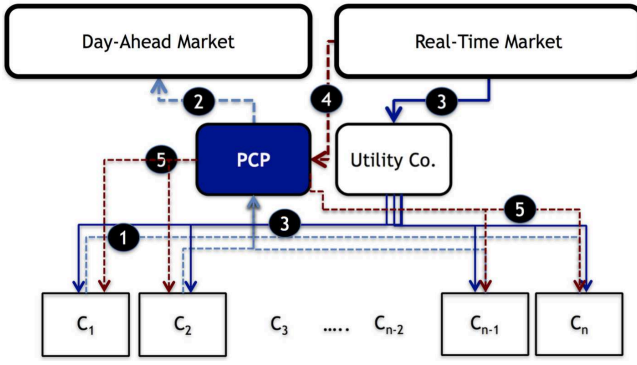 Day-Ahead Market
Real-Time Market
2
4
3
PCP
Utility Co.
5
5
3
1
C1
C2
C3
.....
Cn-2
Cn-1
Cn